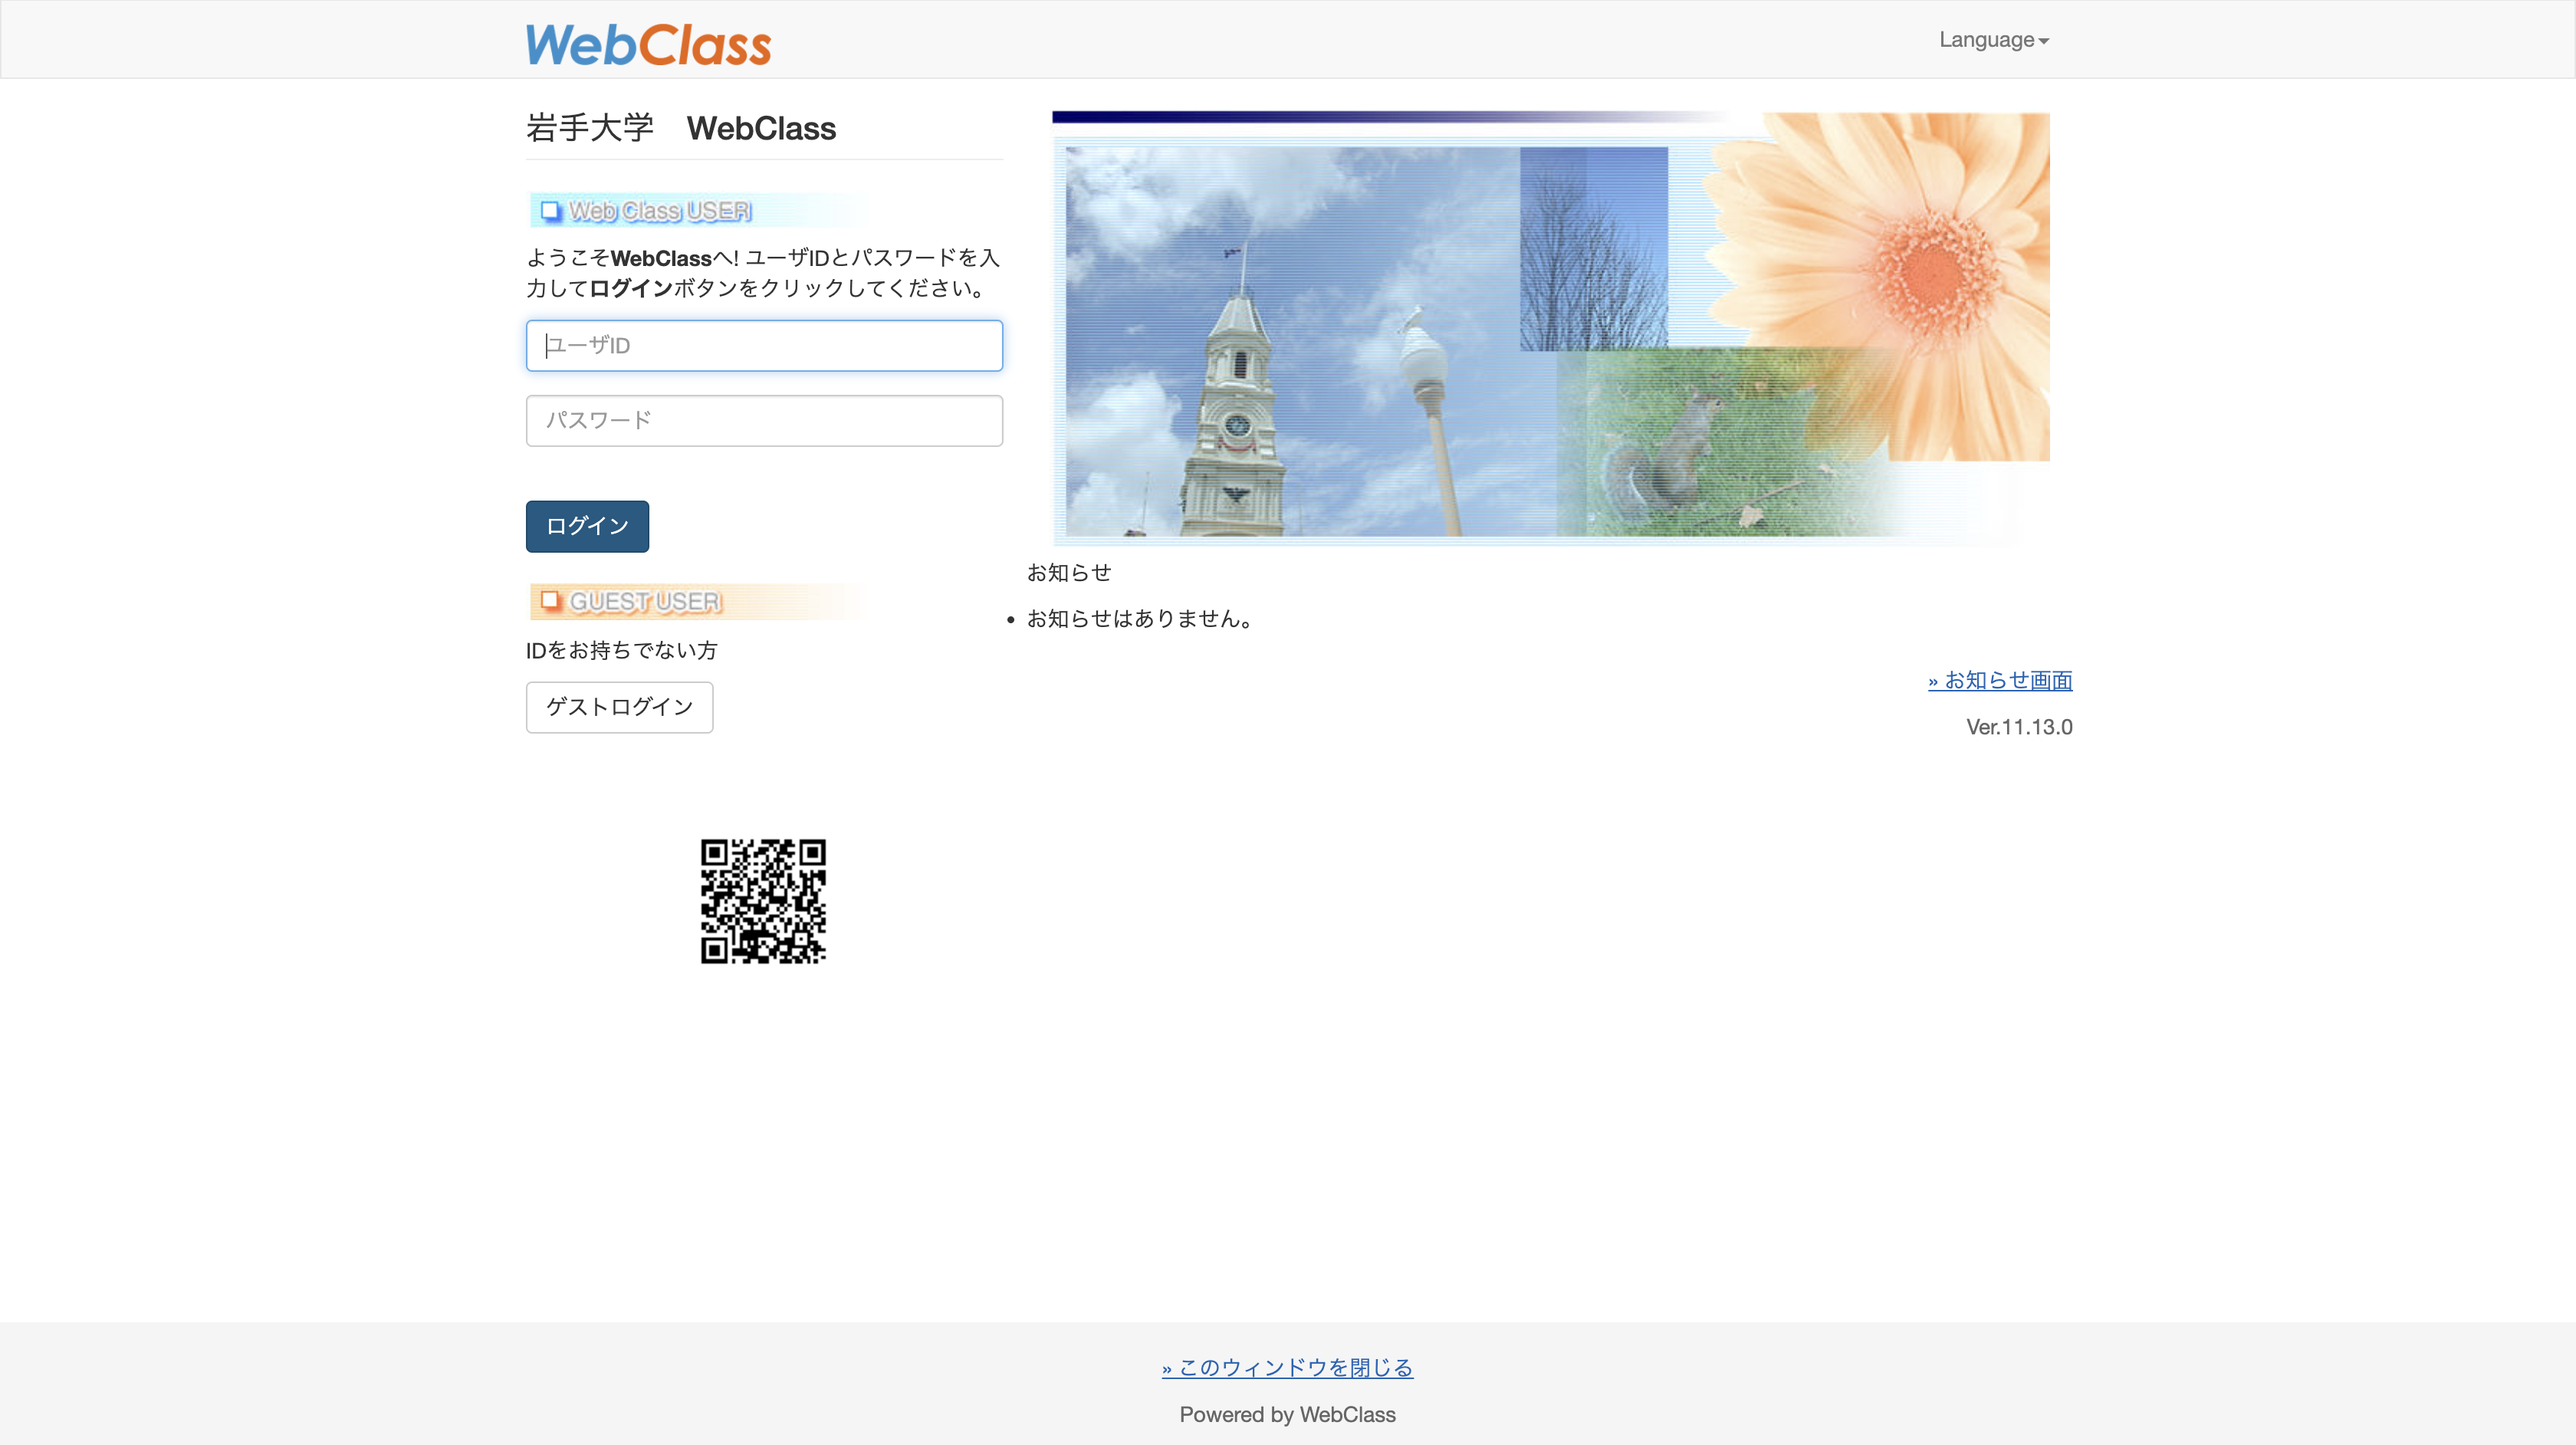 WebClass
Language
岩手大学　WebClass
Web Class USER
ようこそWebClassへ! ユーザIDとパスワードを入
力してログインボタンをクリックしてください。
ユーザID
パスワード
ログイン
GUEST USER
IDをお持ちでない方
ゲストログイン
お知らせ
お知らせはありません。
» お知らせ画面
Ver.11.13.0
» このウィンドウを閉じる
Powered by WebClass